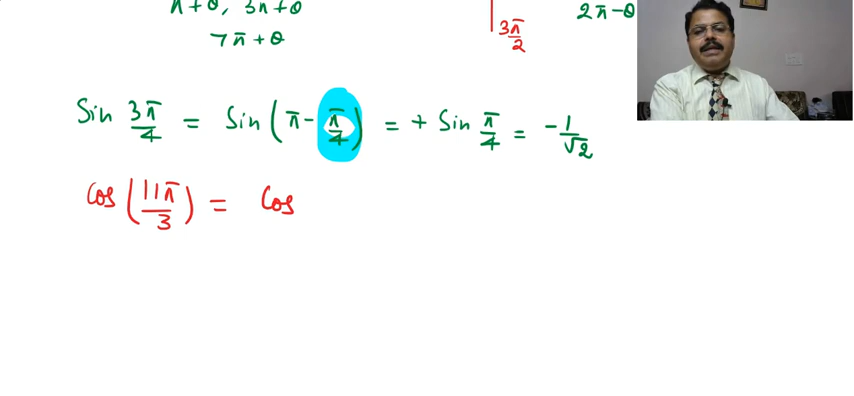 π+θ, 3π+θ
7π+θ
3π/2
2π-θ
Sin 3π/4 = Sin (π - π/4) = + Sin π/4 = -1/√2
Cos (11π/3) = Cos